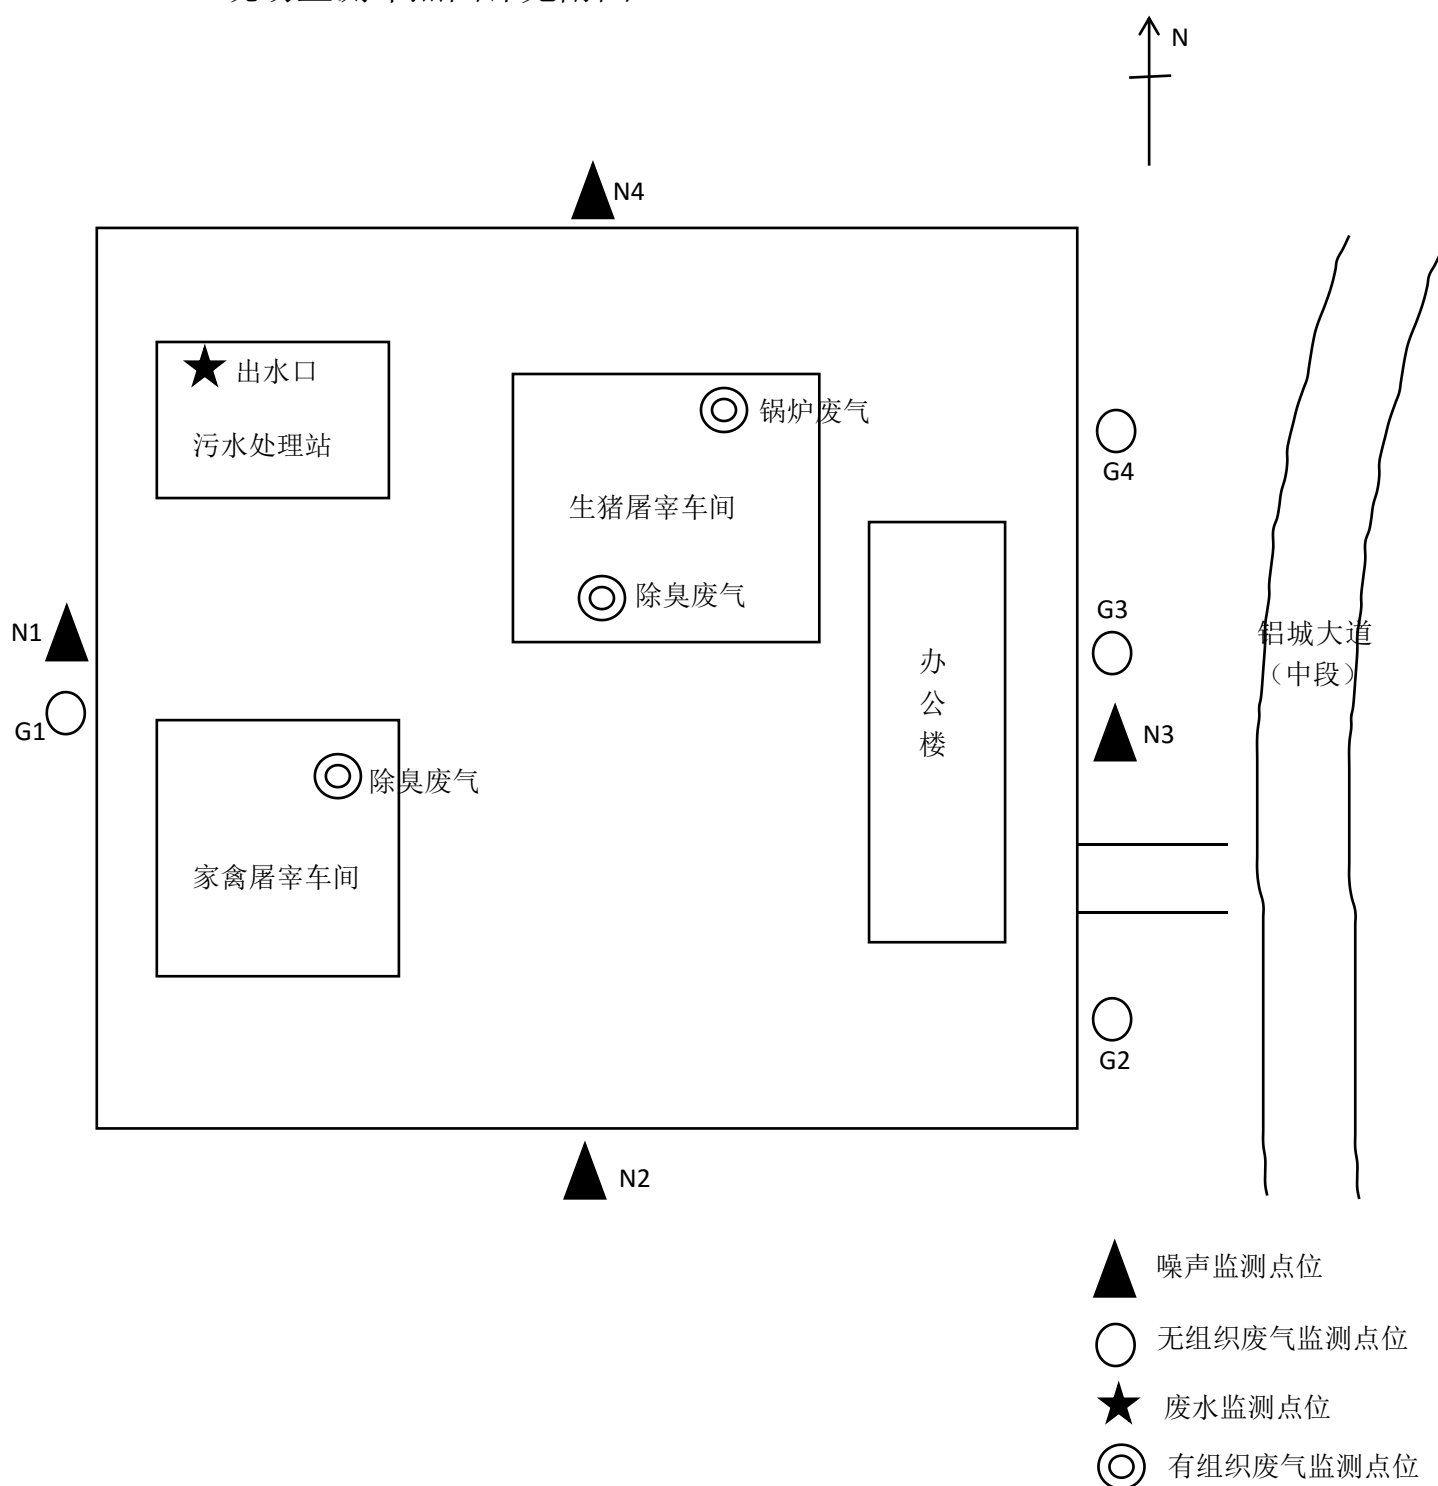 N
N4
出水口
污水处理站
锅炉废气
生猪屠宰车间
除臭废气
G4
N1
G1
G3
铝城大道
（中段）
N3
办
公
楼
除臭废气
家禽屠宰车间
G2
N2
噪声监测点位
无组织废气监测点位
废水监测点位
有组织废气监测点位